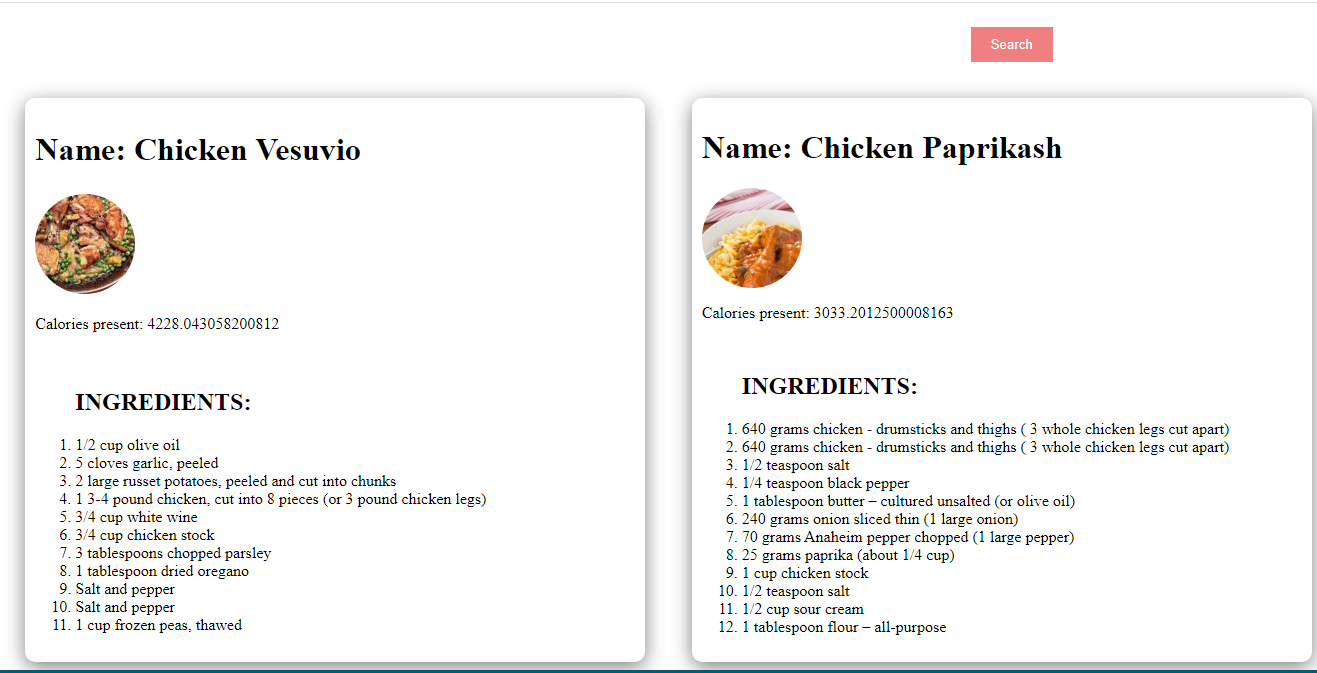 Search
Name: Chicken Vesuvio
Calories present: 4228.043058200812
INGREDIENTS:
1. 1/2 cup olive oil
2. 5 cloves garlic, peeled
3. 2 large russet potatoes, peeled and cut into chunks
4. 1 3-4 pound chicken, cut into 8 pieces (or 3 pound chicken legs)
5. 3/4 cup white wine
6. 3/4 cup chicken stock
7. 3 tablespoons chopped parsley
8. 1 tablespoon dried oregano
9. Salt and pepper
10. Salt and pepper
11. 1 cup frozen peas, thawed
Name: Chicken Paprikash
Calories present: 3033.2012500008163
INGREDIENTS:
1. 640 grams chicken - drumsticks and thighs ( 3 whole chicken legs cut apart)
2. 640 grams chicken - drumsticks and thighs ( 3 whole chicken legs cut apart)
3. 1/2 teaspoon salt
4. 1/4 teaspoon black pepper
5. 1 tablespoon butter – cultured unsalted (or olive oil)
6. 240 grams onion sliced thin (1 large onion)
7. 70 grams Anaheim pepper chopped (1 large pepper)
8. 25 grams paprika (about 1/4 cup)
9. 1 cup chicken stock
10. 1/2 teaspoon salt
11. 1/2 cup sour cream
12. 1 tablespoon flour – all-purpose